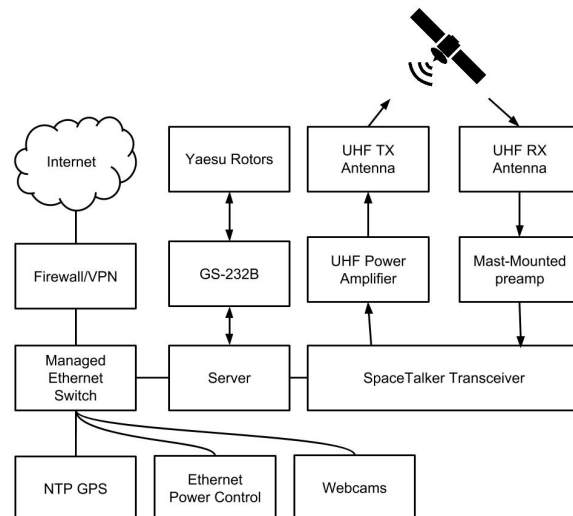 Internet
Yaesu Rotors
UHF TX
Antenna
UHF RX
Antenna
Firewall/VPN
GS-232B
UHF Power
Amplifier
Mast-Mounted
preamp
Managed
Ethernet
Switch
Server
SpaceTalker Transceiver
NTP GPS
Ethernet
Power Control
Webcams